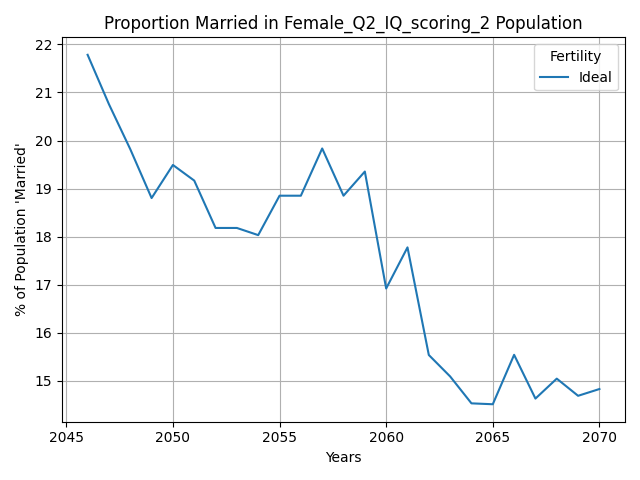 Proportion Married in Female_Q2_IQ_scoring_2 Population
Fertility
Ideal
% of Population 'Married'
22
21
20
19
18
17
16
15
2045
2050
2055
2060
2065
2070
Years